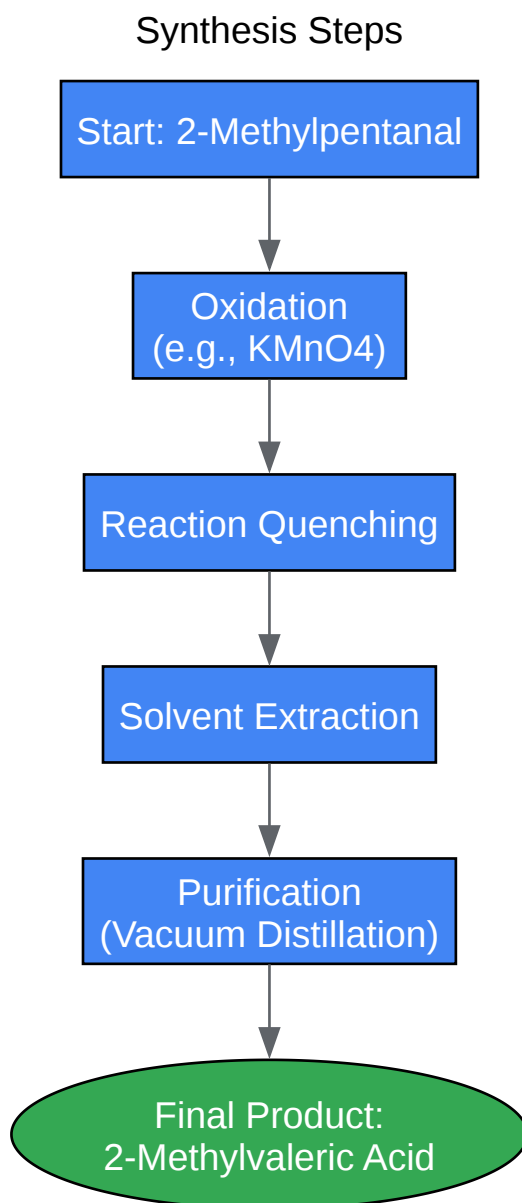 Synthesis Steps
Start: 2-Methylpentanal
Oxidation
(e.g., KMnO4)
Reaction Quenching
Solvent Extraction
Purification
(Vacuum Distillation)
Final Product:
2-Methylvaleric Acid